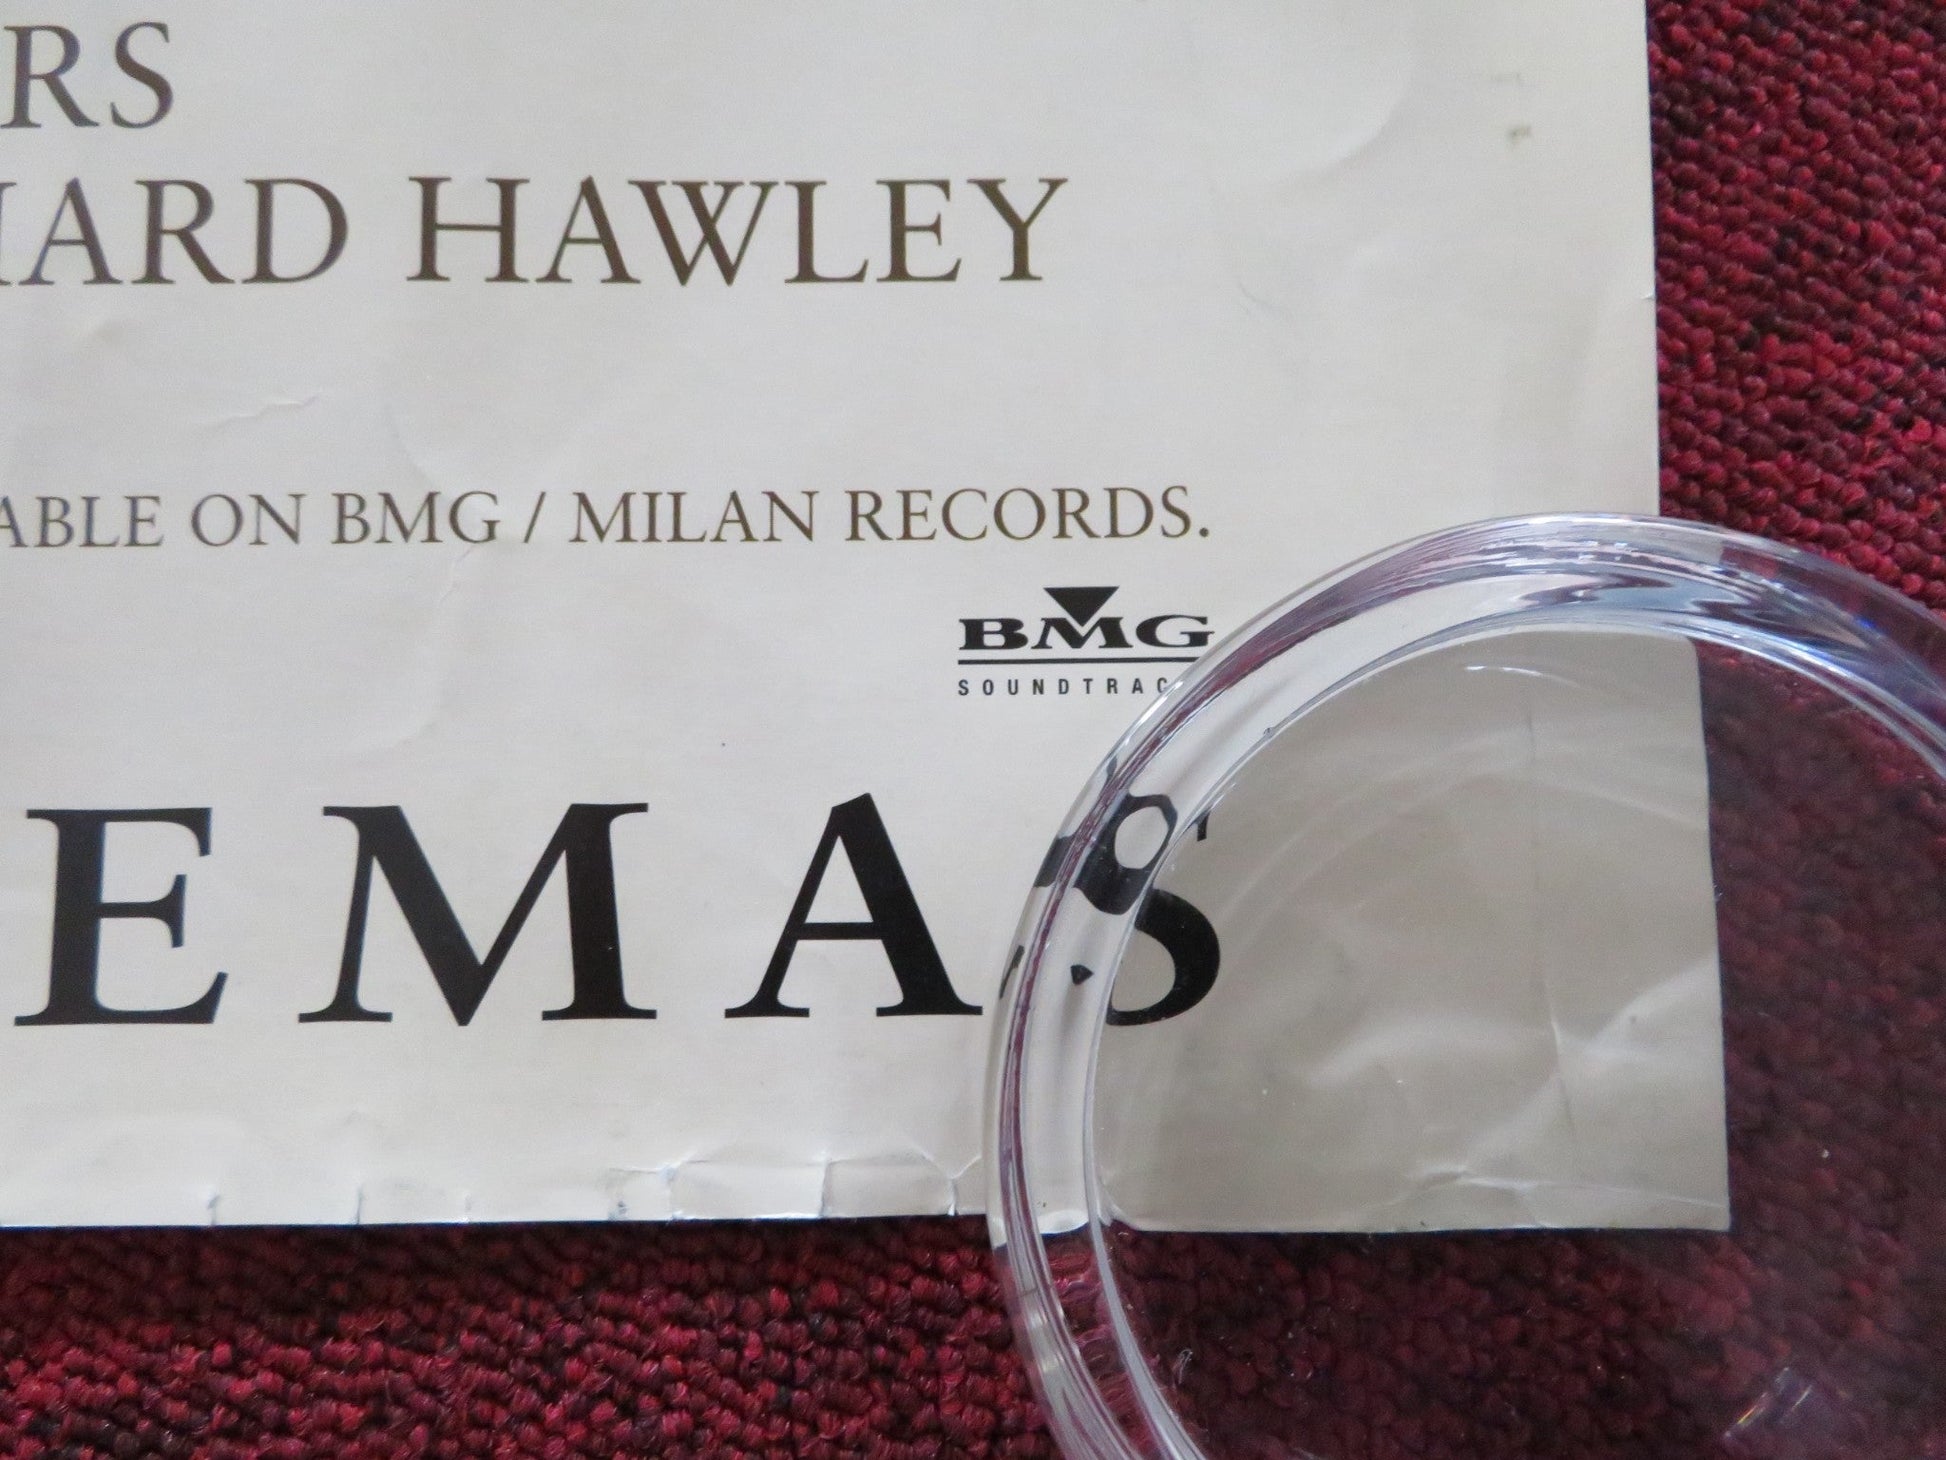 RS
HARD HAWLEY
ABLE ON BMG / MILAN RECORDS.
BMG
SOUNDTRAC
EMAS